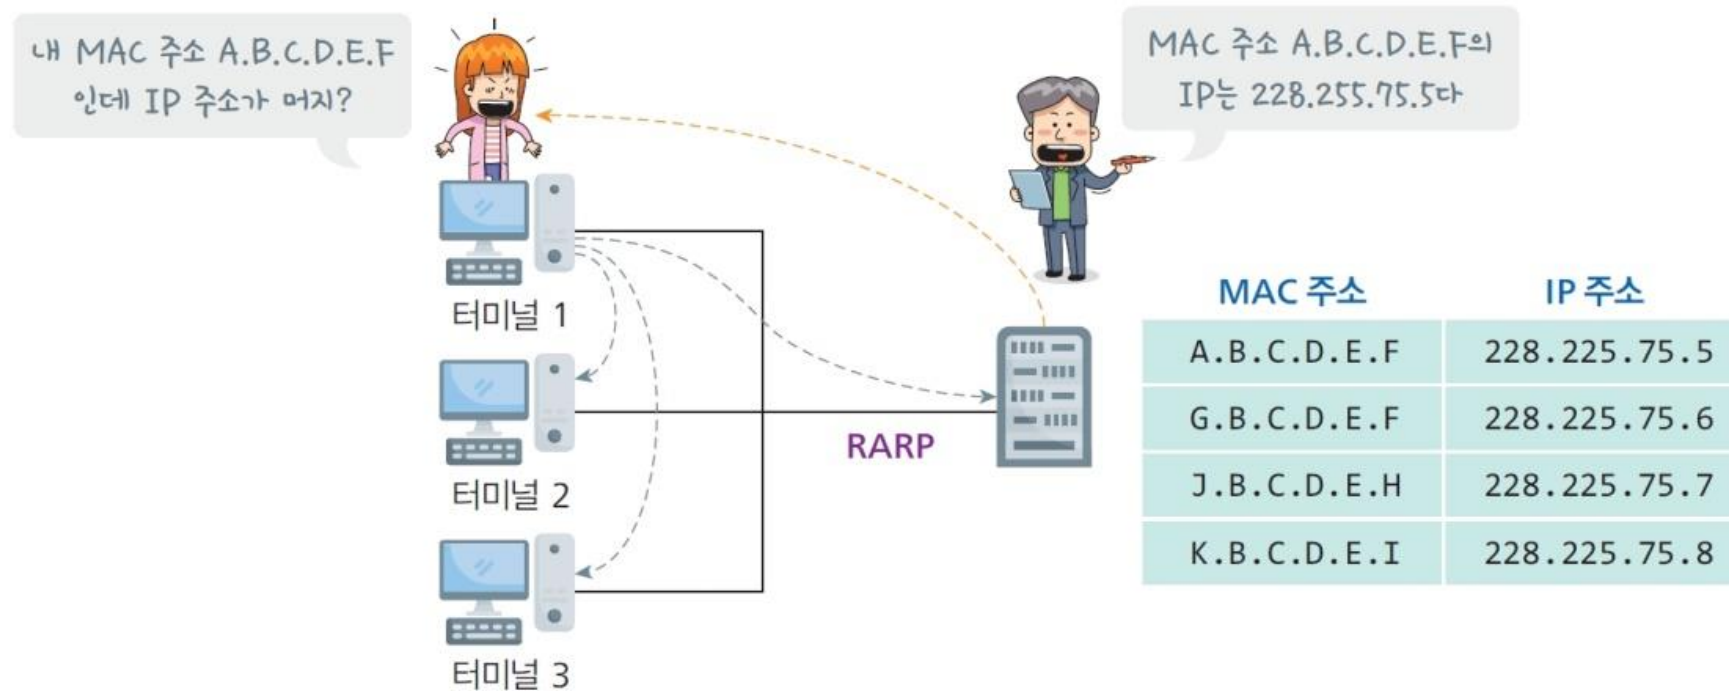 내 MAC 주소 A.B.C.D.E.F
인데 IP 주소가 머지?
MAC 주소 A.B.C.D.E.F의
IP는 228.255.75.5다
터미널 1
터미널 2
터미널 3
RARP
MAC 주소 IP 주소
A.B.C.D.E.F 228.225.75.5
G.B.C.D.E.F 228.225.75.6
J.B.C.D.E.H 228.225.75.7
K.B.C.D.E.I 228.225.75.8